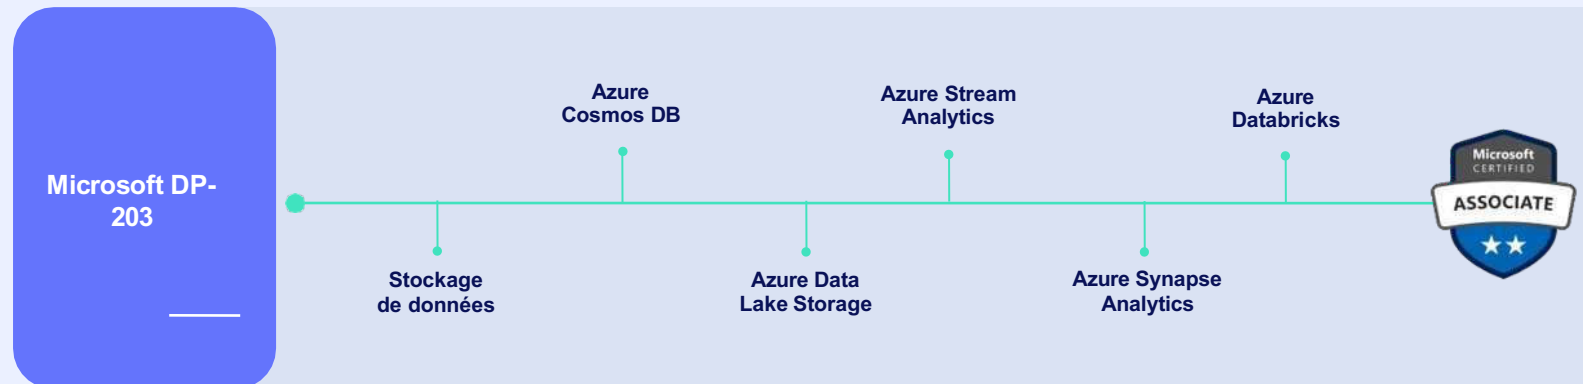 Microsoft DP-
203
Stockage
de données
Azure
Cosmos DB
Azure Data
Lake Storage
Azure Stream
Analytics
Azure Synapse
Analytics
Azure
Databricks
Microsoft
CERTIFIED
ASSOCIATE